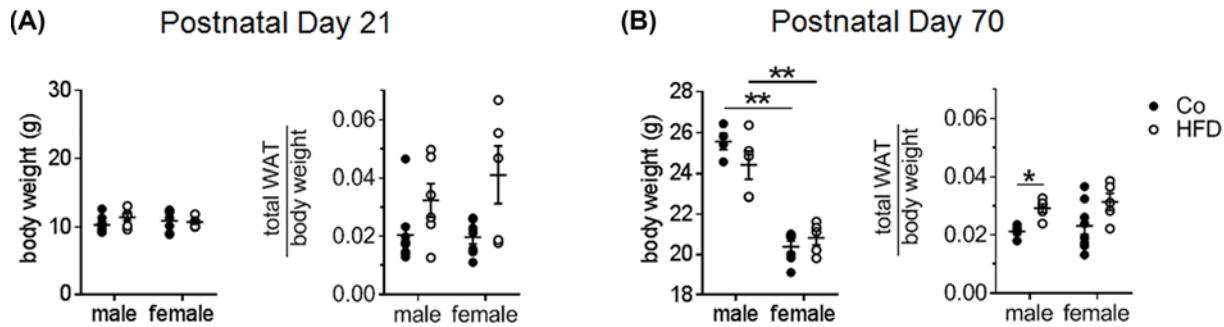 (A) Postnatal Day 21
body weight (g)
30
20
10
0
male female
total WAT
body weight
0.06
0.04
0.02
0.00
male female
(B) Postnatal Day 70
body weight (g)
28
26
24
22
20
18
**
**
male female
total WAT
body weight
0.06
0.04
0.02
0.00
*
male female
Co
HFD